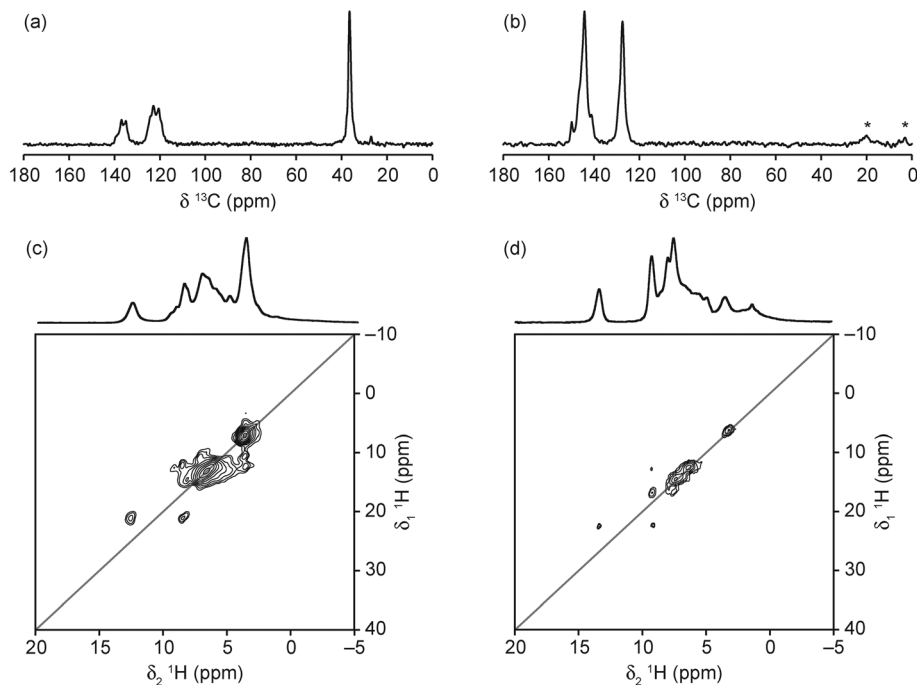 (a)
180 160 140 120 100 80 60 40 20 0
δ ¹³C (ppm)
(b)
180 160 140 120 100 80 60 40 20 0
δ ¹³C (ppm)
* *
(c)
–10
0
10
20
30
40
δ₁ ¹H (ppm)
20 15 10 5 0 –5
δ₂ ¹H (ppm)
(d)
–10
0
10
20
30
40
δ₁ ¹H (ppm)
20 15 10 5 0 –5
δ₂ ¹H (ppm)